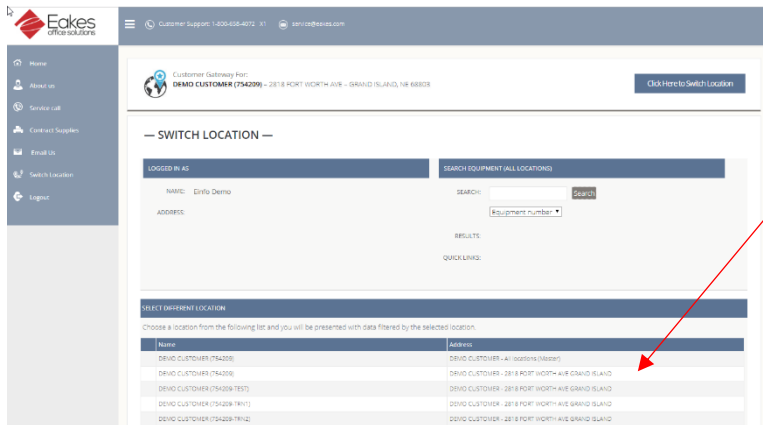 Eakes
office solutions
Customer Support: 1-800-658-4072 X1 service@eakes.com
Home
About us
Service call
Contract Supplies
Email Us
Switch Location
Logout
Customer Gateway For:
DEMO CUSTOMER (754209) - 2818 FORT WORTH AVE - GRAND ISLAND, NE 68803
Click Here to Switch Location
— SWITCH LOCATION —
LOGGED IN AS
NAME: Einfo Demo
ADDRESS:
SEARCH EQUIPMENT (ALL LOCATIONS)
SEARCH: Search
Equipment number
RESULTS:
QUICK LINKS:
SELECT DIFFERENT LOCATION
Choose a location from the following list and you will be presented with data filtered by the selected location.
Name Address
DEMO CUSTOMER (754209) DEMO CUSTOMER - All locations (Master)
DEMO CUSTOMER (754209) DEMO CUSTOMER - 2818 FORT WORTH AVE GRAND ISLAND
DEMO CUSTOMER (754209-TEST) DEMO CUSTOMER - 2818 FORT WORTH AVE GRAND ISLAND
DEMO CUSTOMER (754209-TRN1) DEMO CUSTOMER - 2818 FORT WORTH AVE GRAND ISLAND
DEMO CUSTOMER (754209-TRN2) DEMO CUSTOMER - 2818 FORT WORTH AVE GRAND ISLAND